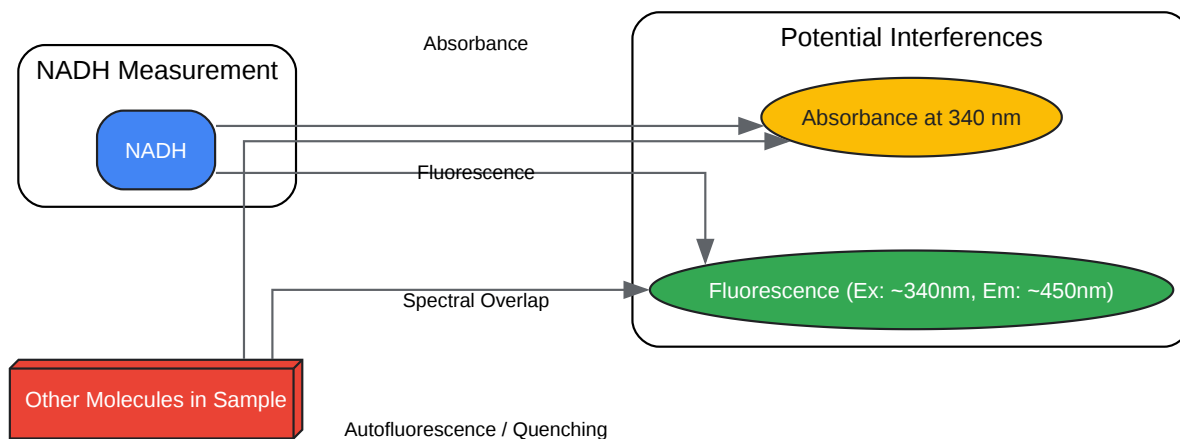 Absorbance
Potential Interferences
NADH Measurement
Absorbance at 340 nm
NADH
Fluorescence
Fluorescence (Ex: ~340nm, Em: ~450nm)
Spectral Overlap
Other Molecules in Sample
Autofluorescence / Quenching